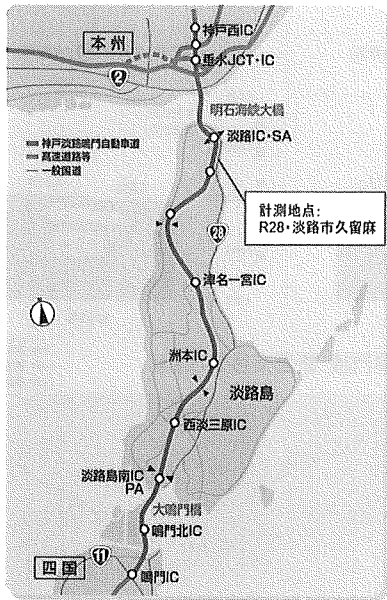 神戸西IC
本州
垂水JCT・IC
2
明石海峡大橋
神戸淡路鳴門自動車道
高速道路等
一般国道
淡路IC・SA
計測地点:
R28・淡路市久留麻
28
津名一宮IC
洲本IC
淡路島
西淡三原IC
淡路島南IC
PA
大鳴門橋
鳴門北IC
11
四国
鳴門IC